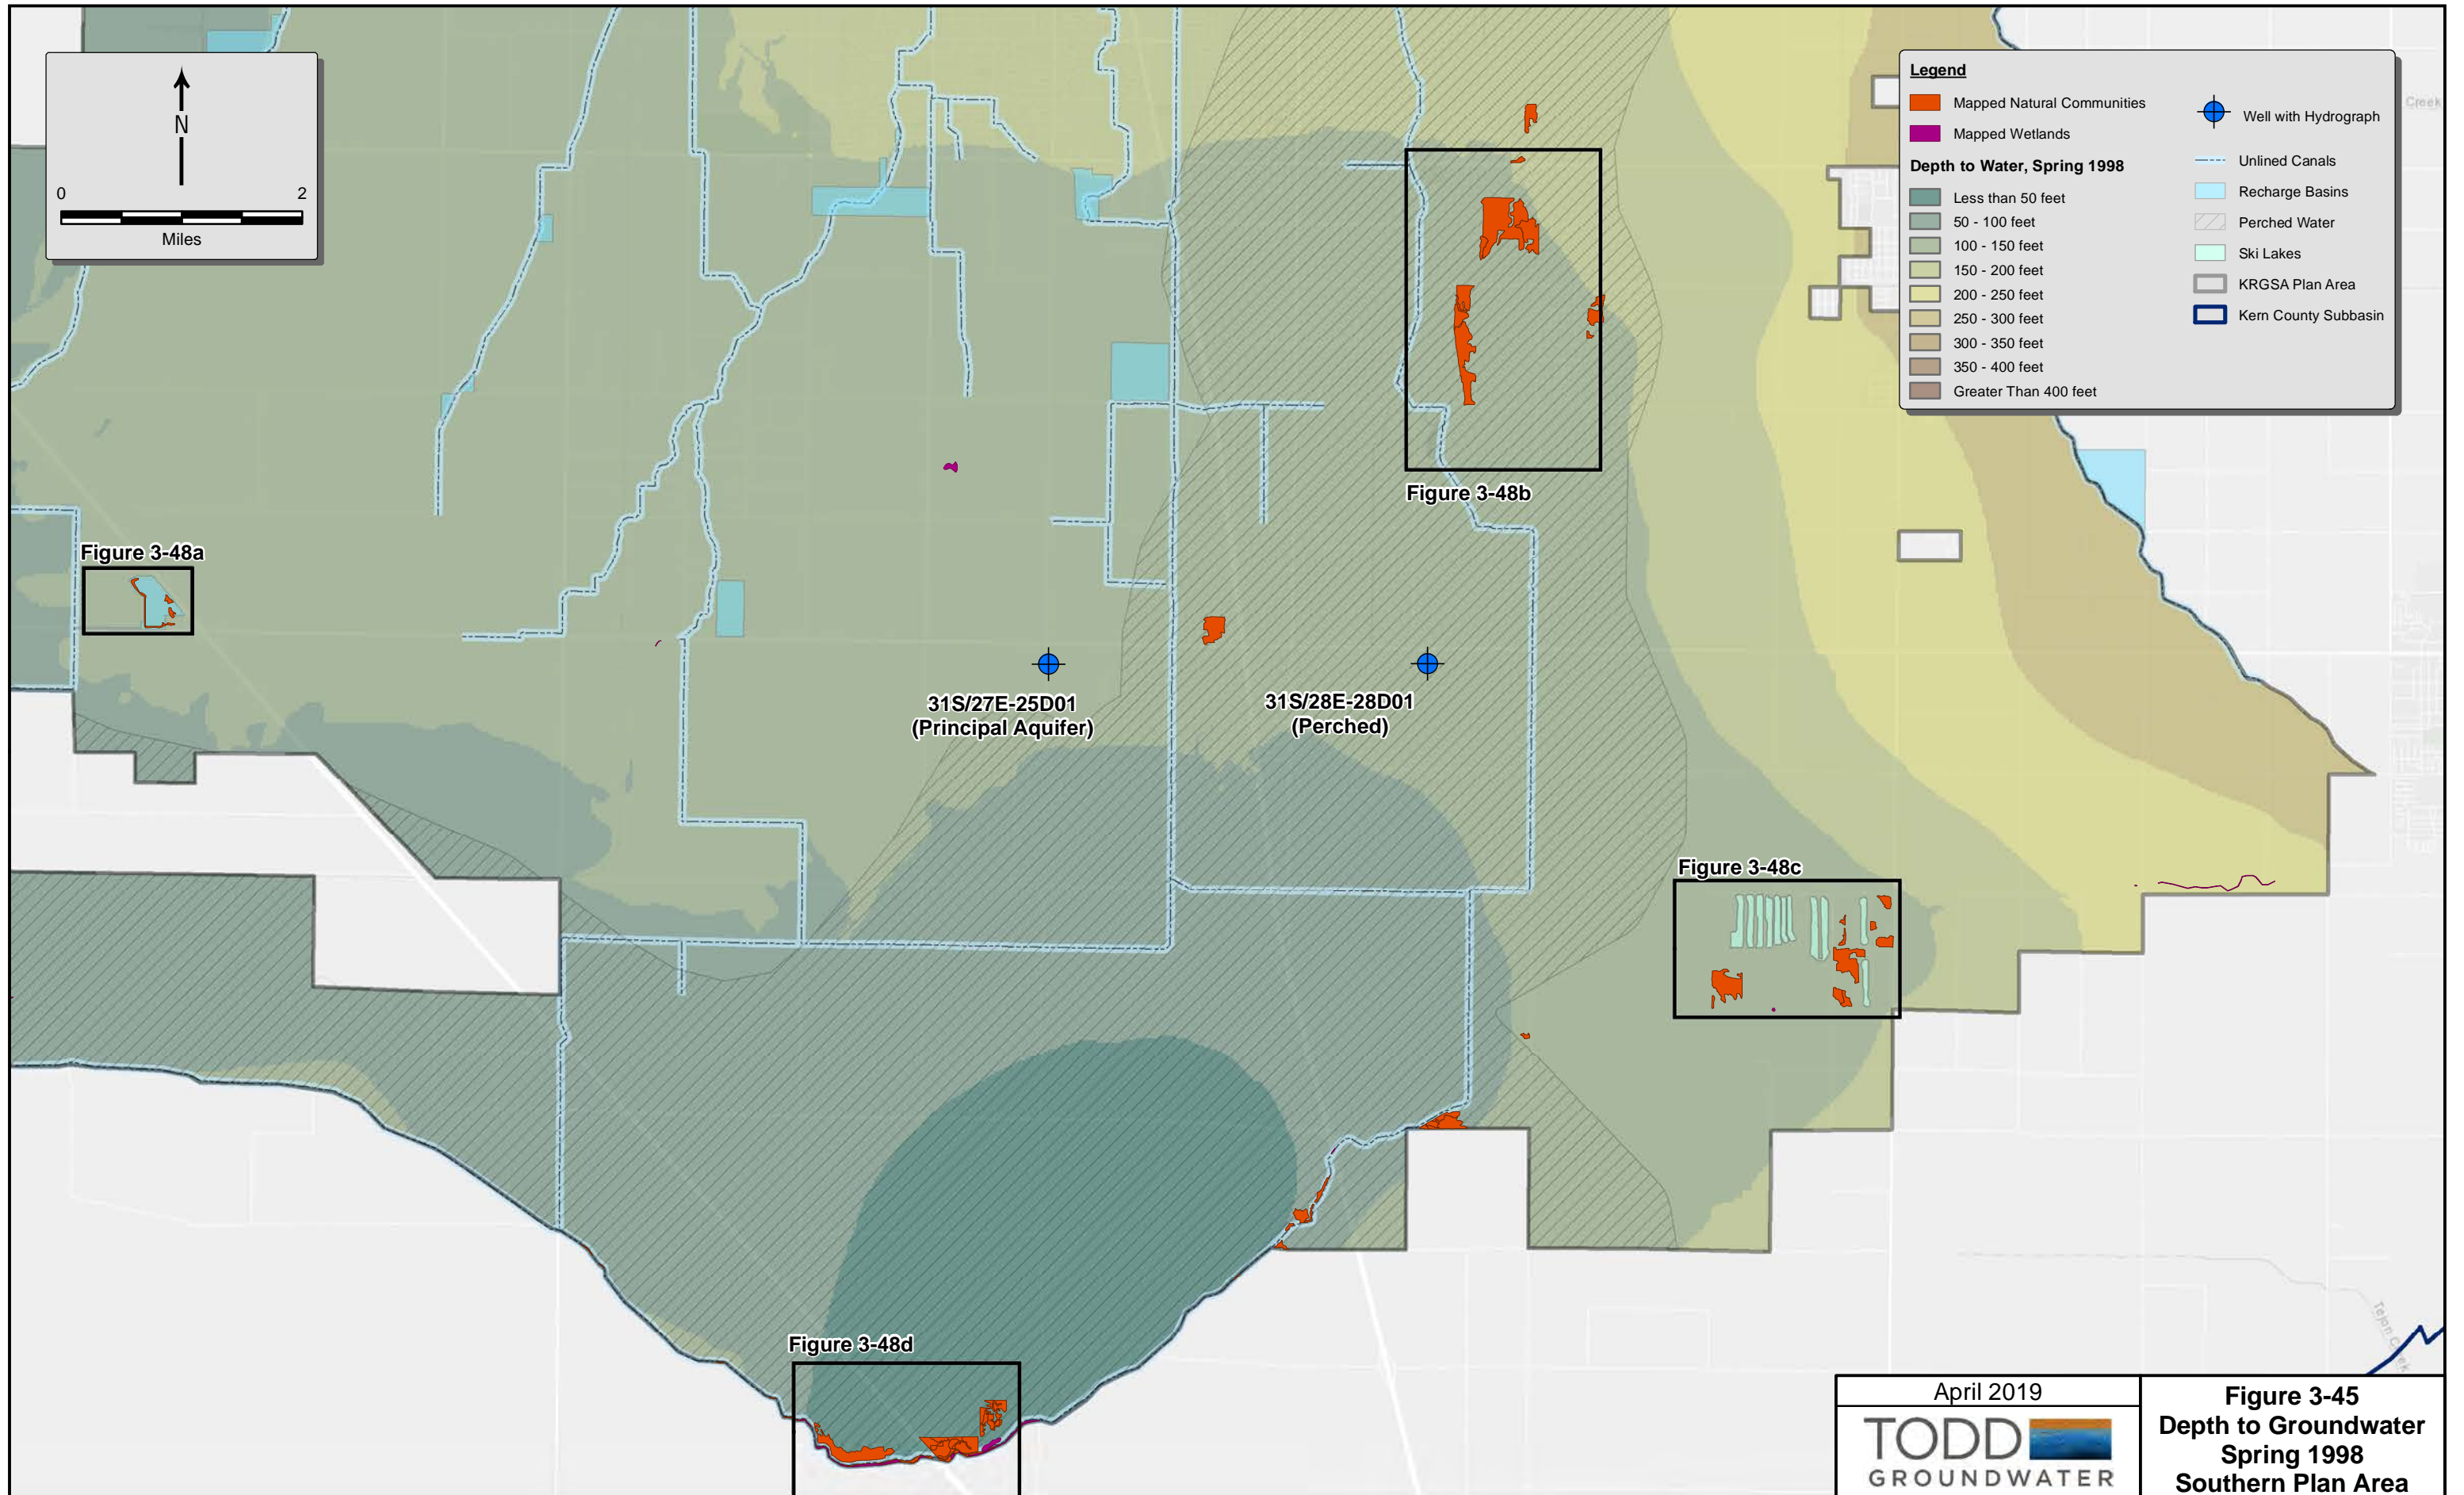 N
0 2
Miles
Legend
Mapped Natural Communities
Mapped Wetlands
Depth to Water, Spring 1998
Less than 50 feet
50 - 100 feet
100 - 150 feet
150 - 200 feet
200 - 250 feet
250 - 300 feet
300 - 350 feet
350 - 400 feet
Greater Than 400 feet
Well with Hydrograph
Unlined Canals
Recharge Basins
Perched Water
Ski Lakes
KRGSA Plan Area
Kern County Subbasin
Creek
Figure 3-48b
Figure 3-48a
31S/27E-25D01
(Principal Aquifer)
31S/28E-28D01
(Perched)
Figure 3-48c
Figure 3-48d
Tejon Creek
April 2019
TODD
GROUNDWATER
Figure 3-45
Depth to Groundwater
Spring 1998
Southern Plan Area